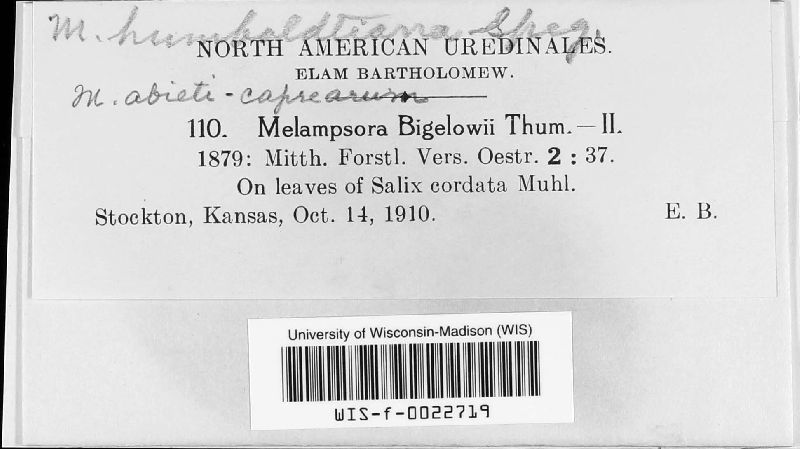 M. humboldtiana Speg.
NORTH AMERICAN UREDINALES.
ELAM BARTHOLOMEW.
M. abieti-caprearum
110. Melampsora Bigelowii Thum.—II.
1879: Mitth. Forstl. Vers. Oestr. 2 : 37.
On leaves of Salix cordata Muhl.
Stockton, Kansas, Oct. 14, 1910. E. B.
University of Wisconsin-Madison (WIS)
WIS-f-0022719